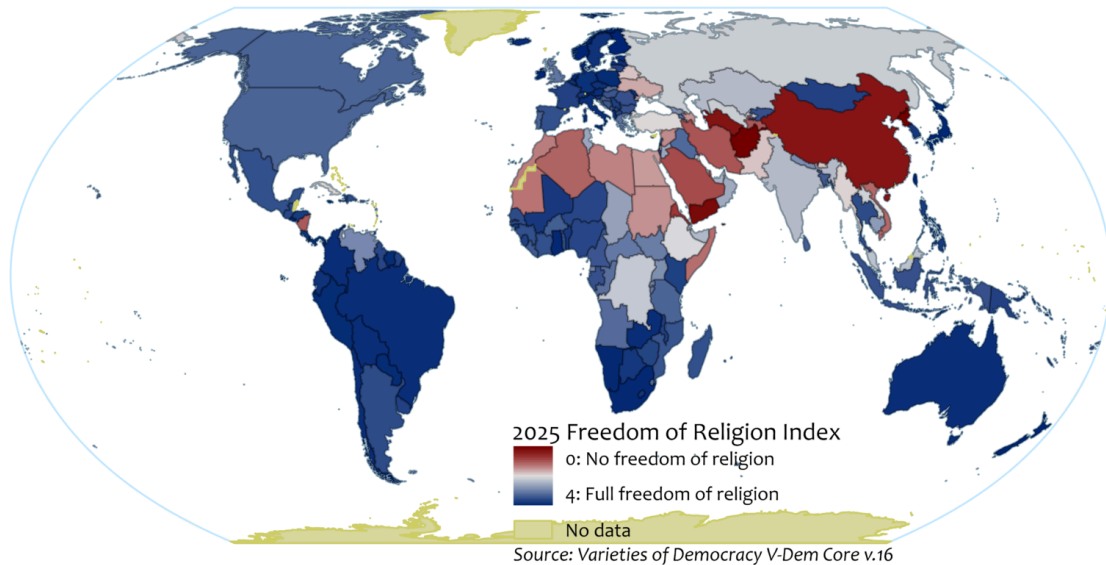 2025 Freedom of Religion Index
0: No freedom of religion
4: Full freedom of religion
No data
Source: Varieties of Democracy V-Dem Core v.16